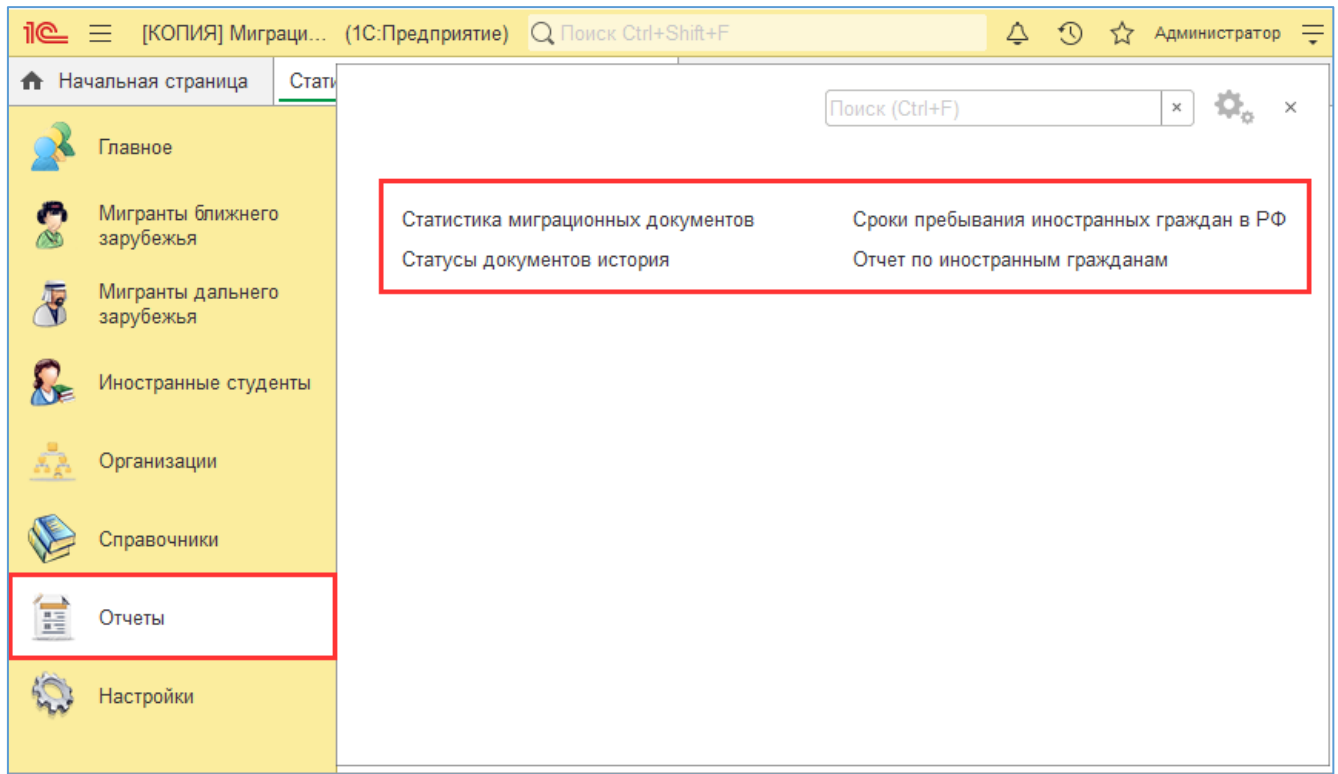 1С [КОПИЯ] Миграци... (1С:Предприятие) Поиск Ctrl+Shift+F Администратор
Начальная страница Стати
Поиск (Ctrl+F) × ×
Главное
Мигранты ближнего
зарубежья
Статистика миграционных документов Сроки пребывания иностранных граждан в РФ
Статусы документов история Отчет по иностранным гражданам
Мигранты дальнего
зарубежья
Иностранные студенты
Организации
Справочники
Отчеты
Настройки